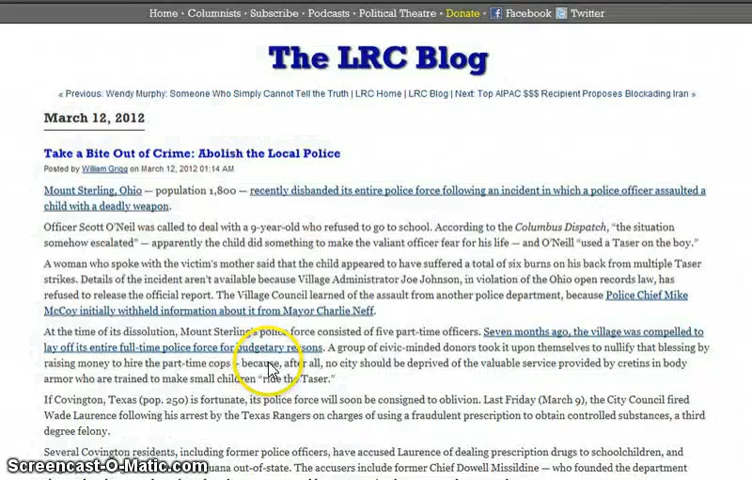 Home · Columnists · Subscribe · Podcasts · Political Theatre · Donate · Facebook Twitter
The LRC Blog
« Previous: Wendy Murphy: Someone Who Simply Cannot Tell the Truth | LRC Home | LRC Blog | Next: Top AIPAC $$$ Recipient Proposes Blockading Iran »
March 12, 2012
Take a Bite Out of Crime: Abolish the Local Police
Posted by William Grigg on March 12, 2012 01:14 AM
Mount Sterling, Ohio — population 1,800 — recently disbanded its entire police force following an incident in which a police officer assaulted a
child with a deadly weapon.
Officer Scott O'Neil was called to deal with a 9-year-old who refused to go to school. According to the Columbus Dispatch, "the situation
somehow escalated" — apparently the child did something to make the valiant officer fear for his life — and O'Neill "used a Taser on the boy."
A woman who spoke with the victim's mother said that the child appeared to have suffered a total of six burns on his back from multiple Taser
strikes. Details of the incident aren't available because Village Administrator Joe Johnson, in violation of the Ohio open records law, has
refused to release the official report. The Village Council learned of the assault from another police department, because Police Chief Mike
McCoy initially withheld information about it from Mayor Charlie Neff.
At the time of its dissolution, Mount Sterling's police force consisted of five part-time officers. Seven months ago, the village was compelled to
lay off its entire full-time police force for budgetary reasons. A group of civic-minded donors took it upon themselves to nullify that blessing by
raising money to hire the part-time cops – because, after all, no city should be deprived of the valuable service provided by cretins in body
armor who are trained to make small children "ride the Taser."
If Covington, Texas (pop. 250) is fortunate, its police force will soon be consigned to oblivion. Last Friday (March 9), the City Council fired
Wade Laurence following his arrest by the Texas Rangers on charges of using a fraudulent prescription to obtain controlled substances, a third
degree felony.
Several Covington residents, including former police officers, have accused Laurence of dealing prescription drugs to schoolchildren, and
out-of-state. The accusers include former Chief Dowell Missildine — who founded the department
Screencast-O-Matic.com